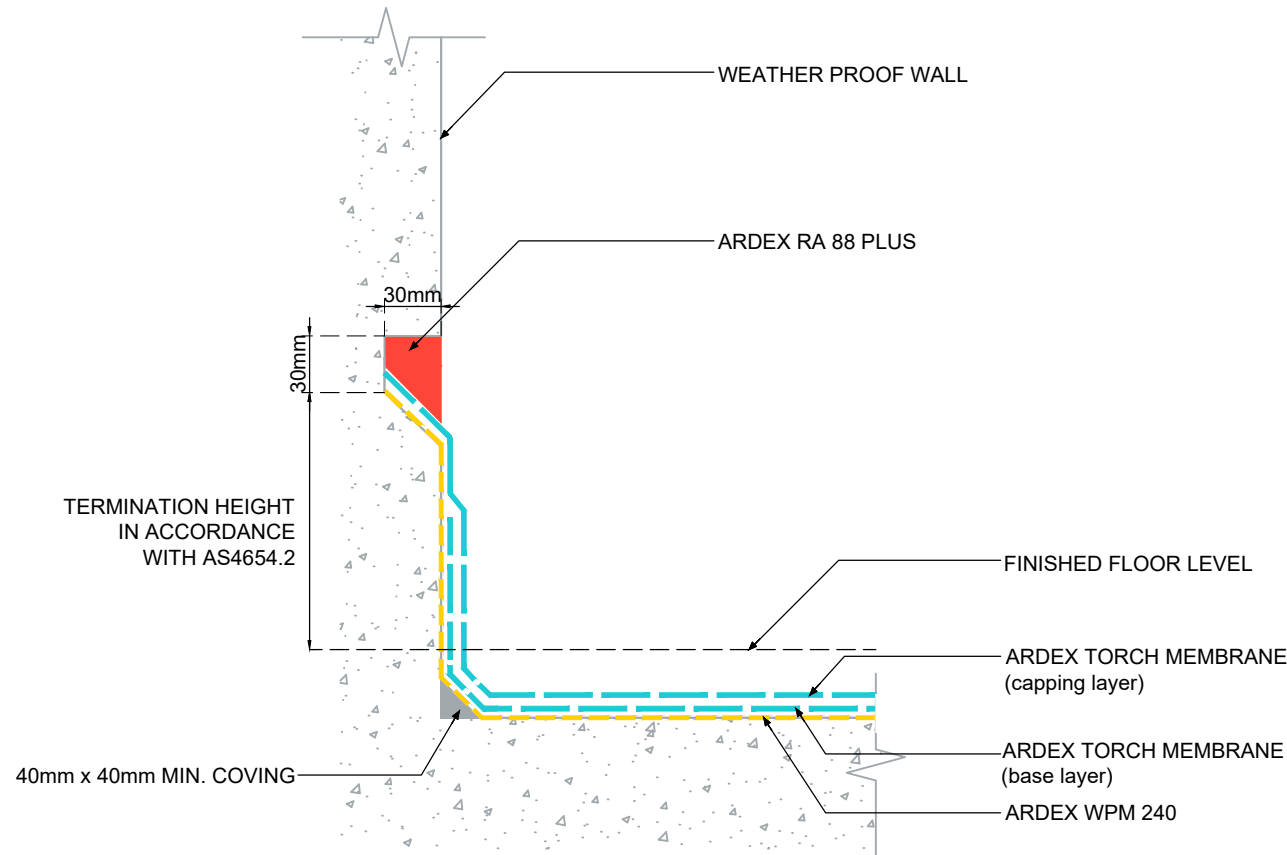 WEATHER PROOF WALL
ARDEX RA 88 PLUS
30mm
30mm
TERMINATION HEIGHT
IN ACCORDANCE
WITH AS4654.2
FINISHED FLOOR LEVEL
ARDEX TORCH MEMBRANE
(capping layer)
ARDEX TORCH MEMBRANE
(base layer)
40mm x 40mm MIN. COVING
ARDEX WPM 240